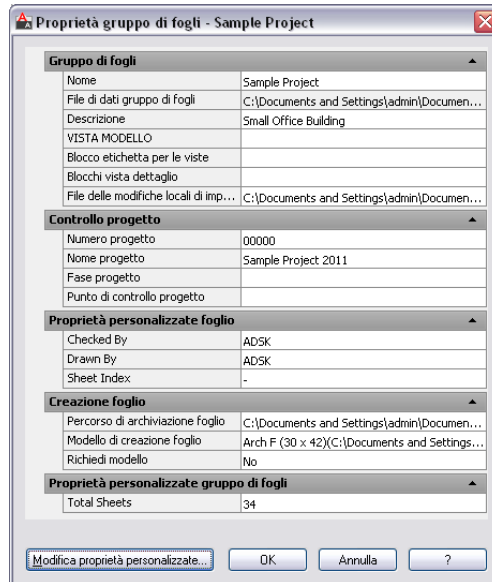 Proprietà gruppo di fogli - Sample Project
Gruppo di fogli
Nome Sample Project
File di dati gruppo di fogli C:\Documents and Settings\admin\Documen...
Descrizione Small Office Building
VISTA MODELLO
Blocco etichetta per le viste
Blocchi vista dettaglio
File delle modifiche locali di imp... C:\Documents and Settings\admin\Documen...
Controllo progetto
Numero progetto 00000
Nome progetto Sample Project 2011
Fase progetto
Punto di controllo progetto
Proprietà personalizzate foglio
Checked By ADSK
Drawn By ADSK
Sheet Index -
Creazione foglio
Percorso di archiviazione foglio C:\Documents and Settings\admin\Documen...
Modello di creazione foglio Arch F (30 x 42)(C:\Documents and Settings...
Richiedi modello No
Proprietà personalizzate gruppo di fogli
Total Sheets 34
Modifica proprietà personalizzate... OK Annulla ?